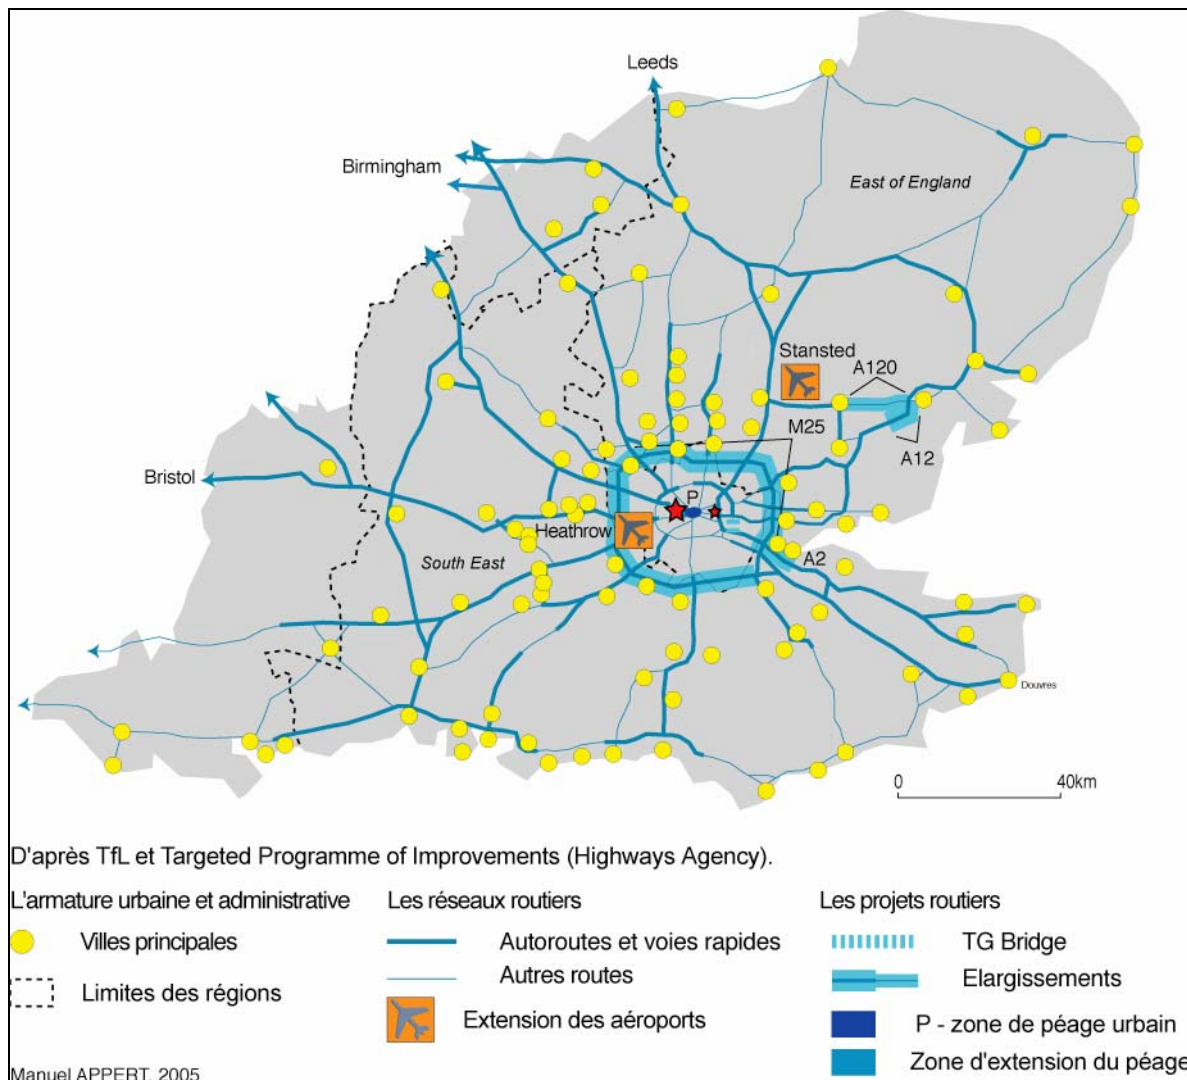 Leeds
Birmingham
East of England
Stansted
A120
M25
A12
Bristol
P
Heathrow
South East
A2
Douvres
0 40km
D'après TfL et Targeted Programme of Improvements (Highways Agency).
L'armature urbaine et administrative
Villes principales
Limites des régions
Les réseaux routiers
Autoroutes et voies rapides
Autres routes
Extension des aéroports
Les projets routiers
TG Bridge
Elargissements
P - zone de péage urbain
Zone d'extension du péage
Manuel APPERT, 2005